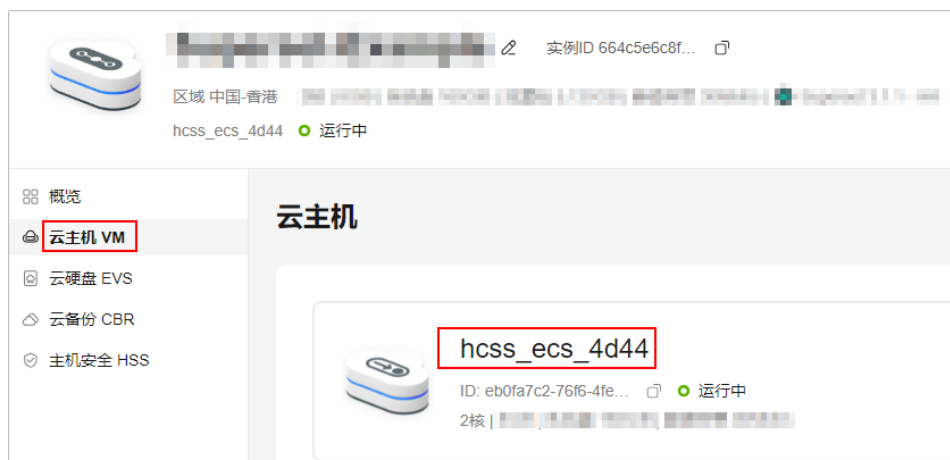 实例ID 664c5e6c8f...
区域 中国-香港
hcss_ecs_4d44 运行中
概览
云主机 VM
云硬盘 EVS
云备份 CBR
主机安全 HSS
云主机
hcss_ecs_4d44
ID: eb0fa7c2-76f6-4fe... 运行中
2核 |